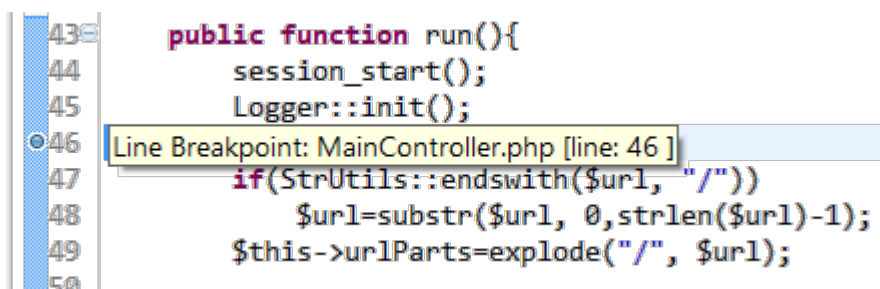 43 public function run(){
44 session_start();
45 Logger::init();
46 Line Breakpoint: MainController.php [line: 46 ]
47 if(StrUtils::endswith($url, "/"))
48 $url=substr($url, 0,strlen($url)-1);
49 $this->urlParts=explode("/", $url);
50